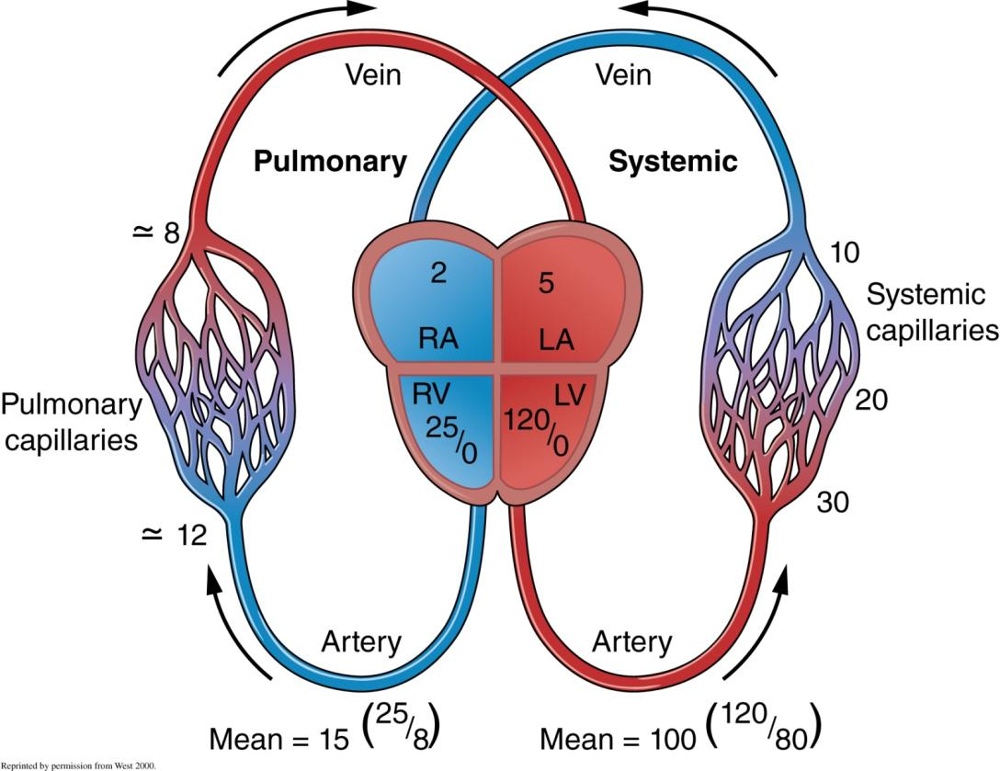 Vein
Vein
Pulmonary
Systemic
≃ 8
10
2
5
Systemic
capillaries
RA
LA
RV
LV
25/0
120/0
Pulmonary
capillaries
20
30
≃ 12
Artery
Artery
Mean = 15 (25/8)
Mean = 100 (120/80)
Reprinted by permission from West 2000.